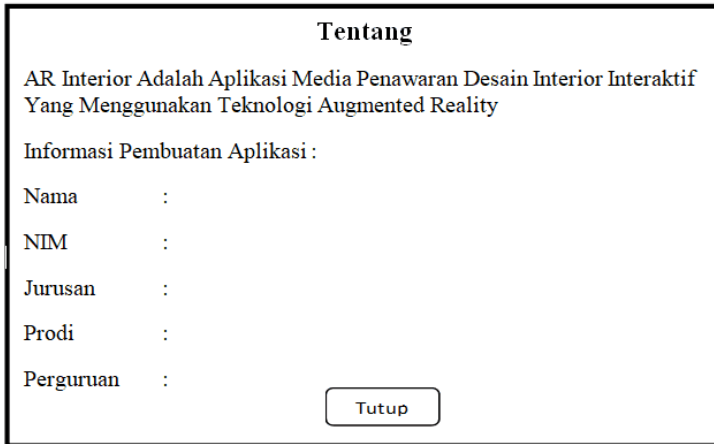 Tentang
AR Interior Adalah Aplikasi Media Penawaran Desain Interior Interaktif
Yang Menggunakan Teknologi Augmented Reality
Informasi Pembuatan Aplikasi :
Nama :
NIM :
Jurusan :
Prodi :
Perguruan :
Tutup